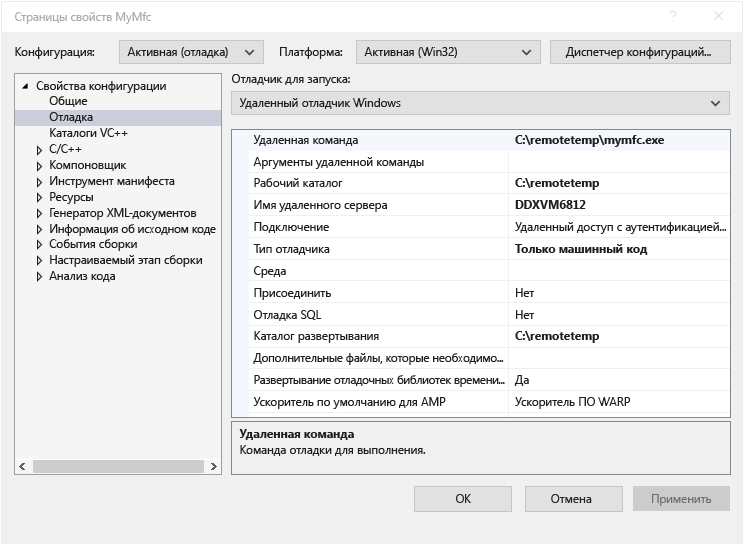 Страницы свойств MyMfc
Конфигурация: Активная (отладка) Платформа: Активная (Win32) Диспетчер конфигураций...
Свойства конфигурации
Общие
Отладка
Каталоги VC++
C/C++
Компоновщик
Инструмент манифеста
Ресурсы
Генератор XML-документов
Информация об исходном коде
События сборки
Настраиваемый этап сборки
Анализ кода
Отладчик для запуска:
Удаленный отладчик Windows
Удаленная команда C:\remotetemp\mymfc.exe
Аргументы удаленной команды
Рабочий каталог C:\remotetemp
Имя удаленного сервера DDXVM6812
Подключение Удаленный доступ с аутентификацией...
Тип отладчика Только машинный код
Среда
Присоединить Нет
Отладка SQL Нет
Каталог развертывания C:\remotetemp
Дополнительные файлы, которые необходимо...
Развертывание отладочных библиотек времени... Да
Ускоритель по умолчанию для AMP Ускоритель ПО WARP
Удаленная команда
Команда отладки для выполнения.
ОК Отмена Применить